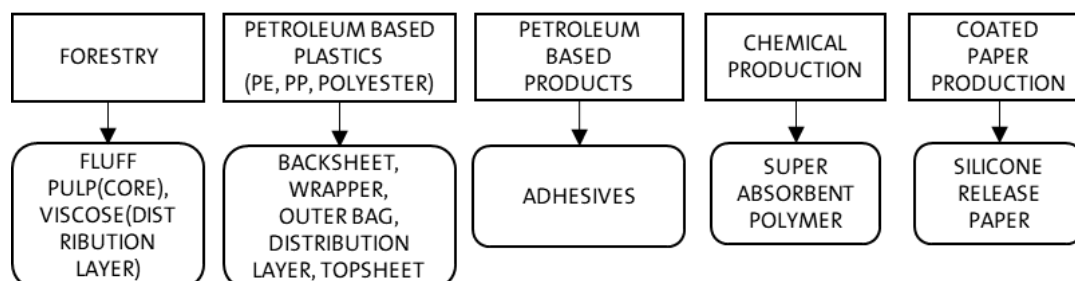 FORESTRY
PETROLEUM BASED
PLASTICS
(PE, PP, POLYESTER)
PETROLEUM
BASED
PRODUCTS
CHEMICAL
PRODUCTION
COATED
PAPER
PRODUCTION
FLUFF
PULP(CORE),
VISCOSE(DIST
RIBUTION
LAYER)
BACKSHEET,
WRAPPER,
OUTER BAG,
DISTRIBUTION
LAYER, TOPSHEET
ADHESIVES
SUPER
ABSORBENT
POLYMER
SILICONE
RELEASE
PAPER